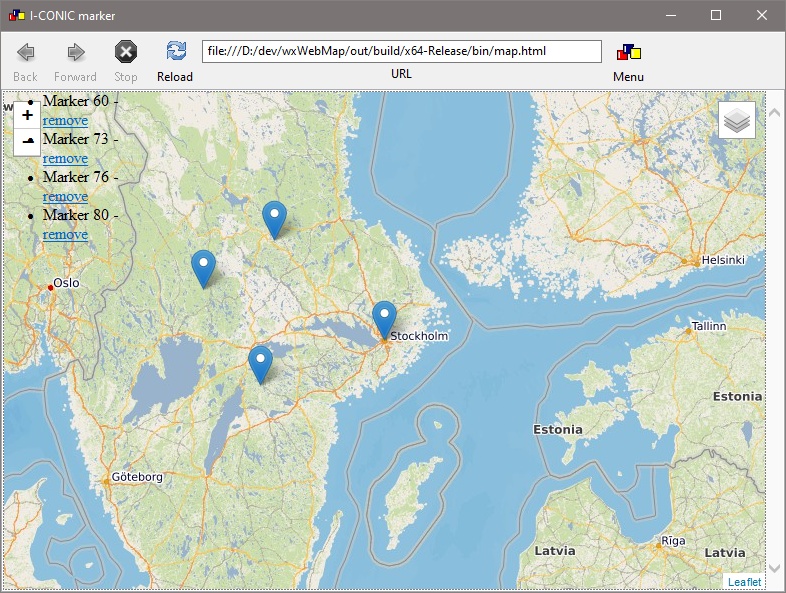 I-CONIC marker
file:///D:/dev/wxWebMap/out/build/x64-Release/bin/map.html
Back Forward Stop Reload URL Menu
w
+
−
Marker 60 -
remove
Marker 73 -
remove
Marker 76 -
remove
Marker 80 -
remove
Helsinki
Oslo
Tallinn
Stockholm
Estonia
Estonia
Göteborg
Rīga
Latvia
Latvia
Leaflet